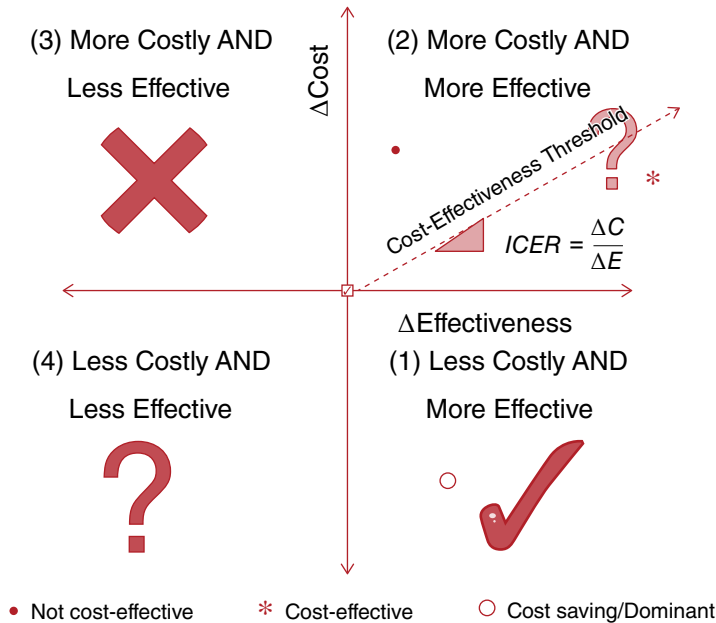 (3) More Costly AND
Less Effective
ΔCost
(2) More Costly AND
More Effective
Cost-Effectiveness Threshold
?
*
ICER = ΔC
ΔE
ΔEffectiveness
(4) Less Costly AND
Less Effective
?
(1) Less Costly AND
More Effective
• Not cost-effective
* Cost-effective
○ Cost saving/Dominant